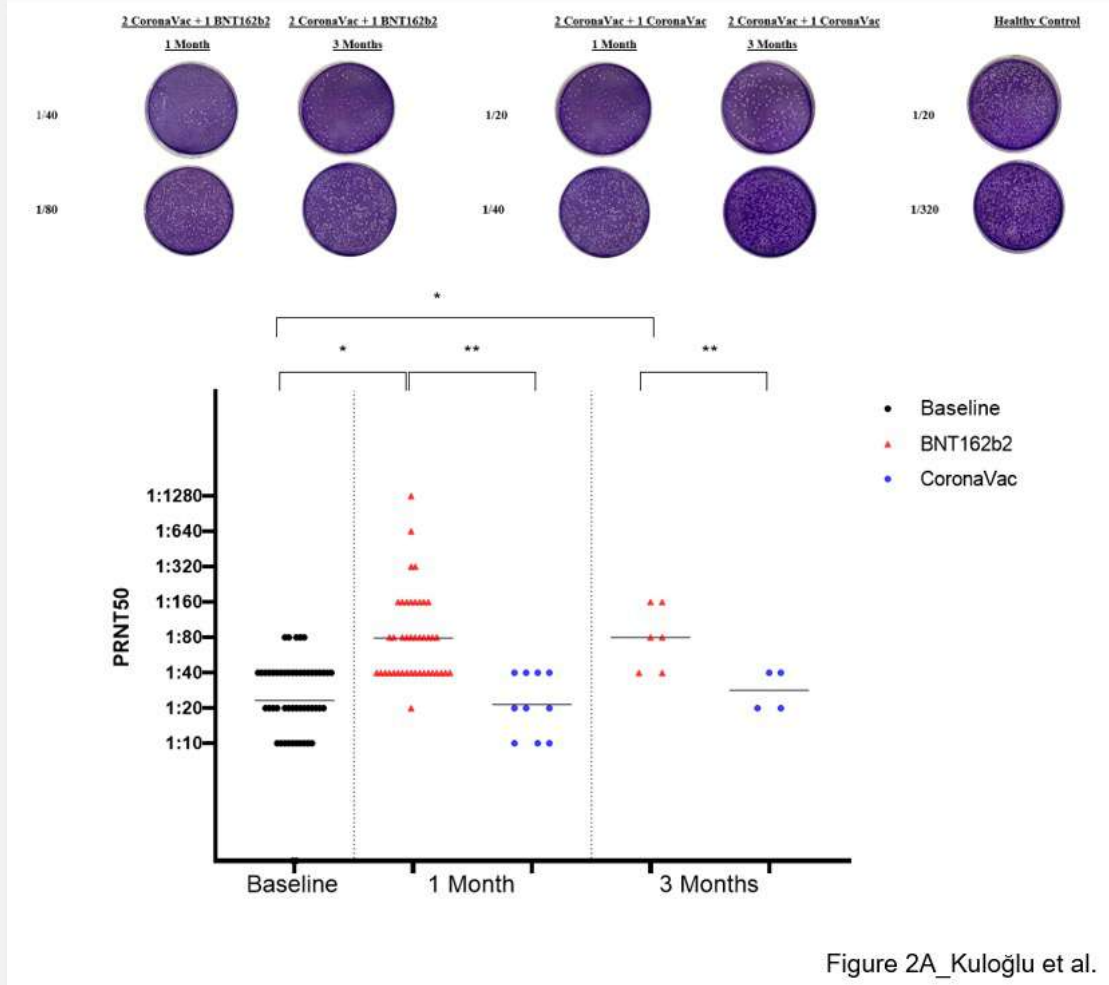 2 CoronaVac + 1 BNT162b2 2 CoronaVac + 1 BNT162b2 2 CoronaVac + 1 CoronaVac 2 CoronaVac + 1 CoronaVac Healthy Control
1 Month 3 Months 1 Month 3 Months
1/40 1/20 1/20
1/80 1/40 1/320
*
* ** **
Baseline
BNT162b2
CoronaVac
PRNT50
1:1280
1:640
1:320
1:160
1:80
1:40
1:20
1:10
Baseline 1 Month 3 Months
Figure 2A_Kuloğlu et al.